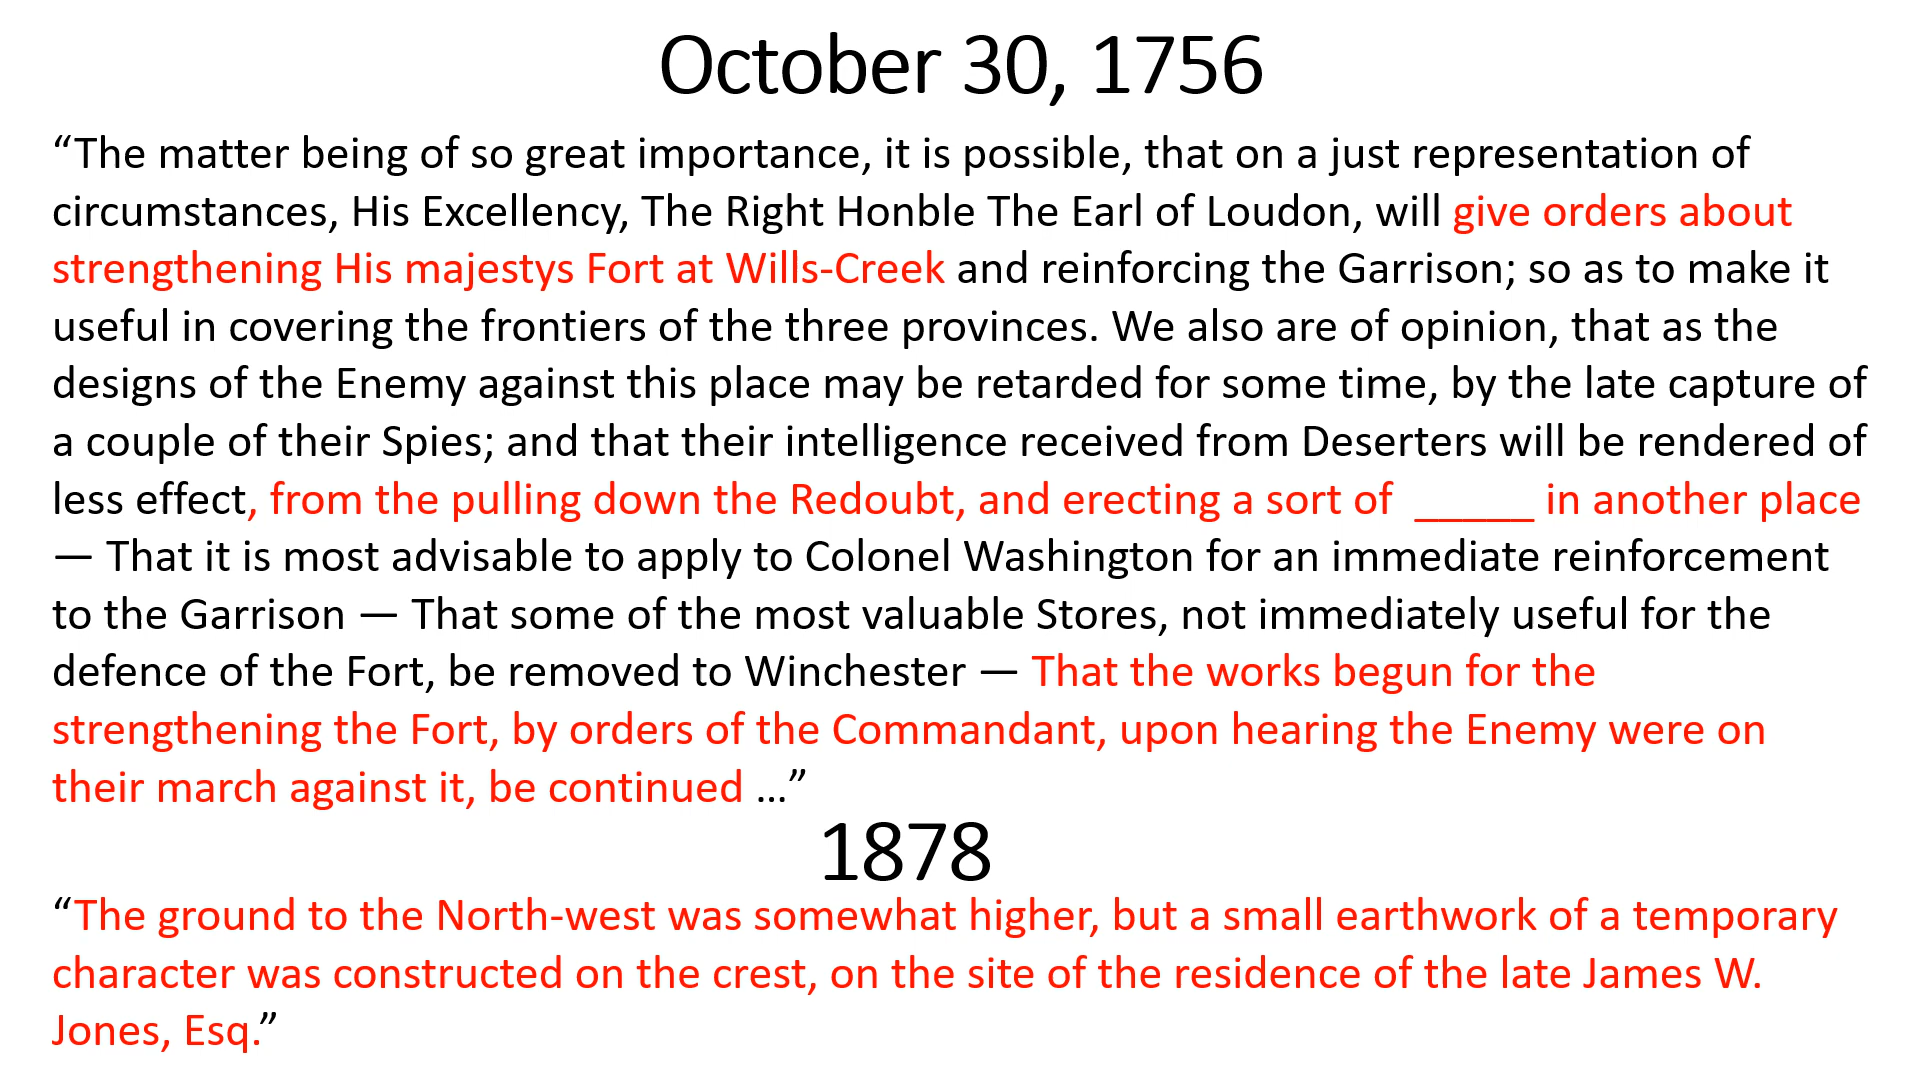 October 30, 1756
“The matter being of so great importance, it is possible, that on a just representation of
circumstances, His Excellency, The Right Honble The Earl of Loudon, will give orders about
strengthening His majestys Fort at Wills-Creek and reinforcing the Garrison; so as to make it
useful in covering the frontiers of the three provinces. We also are of opinion, that as the
designs of the Enemy against this place may be retarded for some time, by the late capture of
a couple of their Spies; and that their intelligence received from Deserters will be rendered of
less effect, from the pulling down the Redoubt, and erecting a sort of _____ in another place
— That it is most advisable to apply to Colonel Washington for an immediate reinforcement
to the Garrison — That some of the most valuable Stores, not immediately useful for the
defence of the Fort, be removed to Winchester — That the works begun for the
strengthening the Fort, by orders of the Commandant, upon hearing the Enemy were on
their march against it, be continued …”
1878
“The ground to the North-west was somewhat higher, but a small earthwork of a temporary
character was constructed on the crest, on the site of the residence of the late James W.
Jones, Esq.”